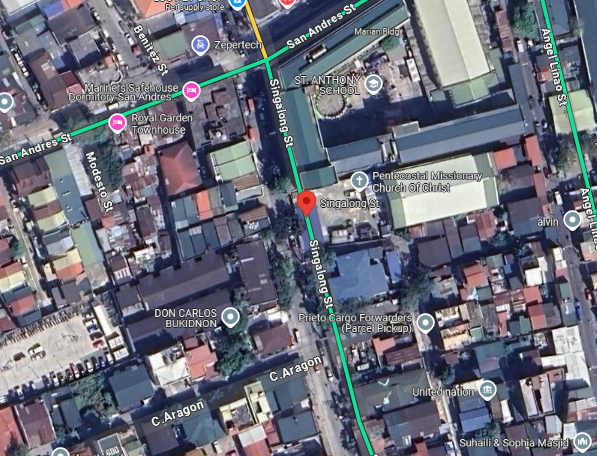 Pet supply store
Benitez St
San Andres St
Marian Bldg
Zepertech
Angel Linao St
ST. ANTHONY
SCHOOL
Mariners Safehouse
Dormitory San Andres
Singalong St
Royal Garden
Townhouse
San Andres St
Modesto St
Pentecostal Missionary
Church Of Christ
Singalong St
alvin
Singalong St
DON CARLOS
BUKIDNON
Prieto Cargo Forwarders
(Parcel Pickup)
C.Aragon
United nation
C.Aragon
Suhaili & Sophia Masjid